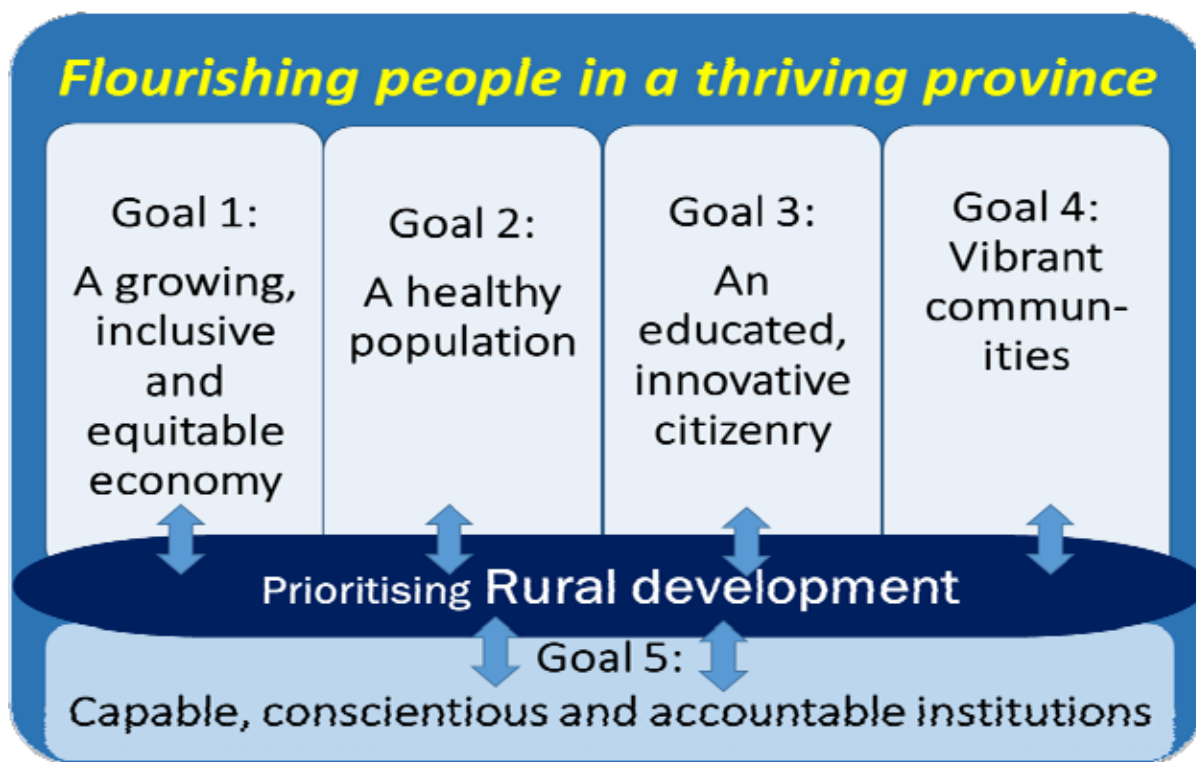 Flourishing people in a thriving province
Goal 1:
A growing,
inclusive
and
equitable
economy
Goal 2:
A healthy
population
Goal 3:
An
educated,
innovative
citizenry
Goal 4:
Vibrant
commun-
ities
Prioritising Rural development
Goal 5:
Capable, conscientious and accountable institutions